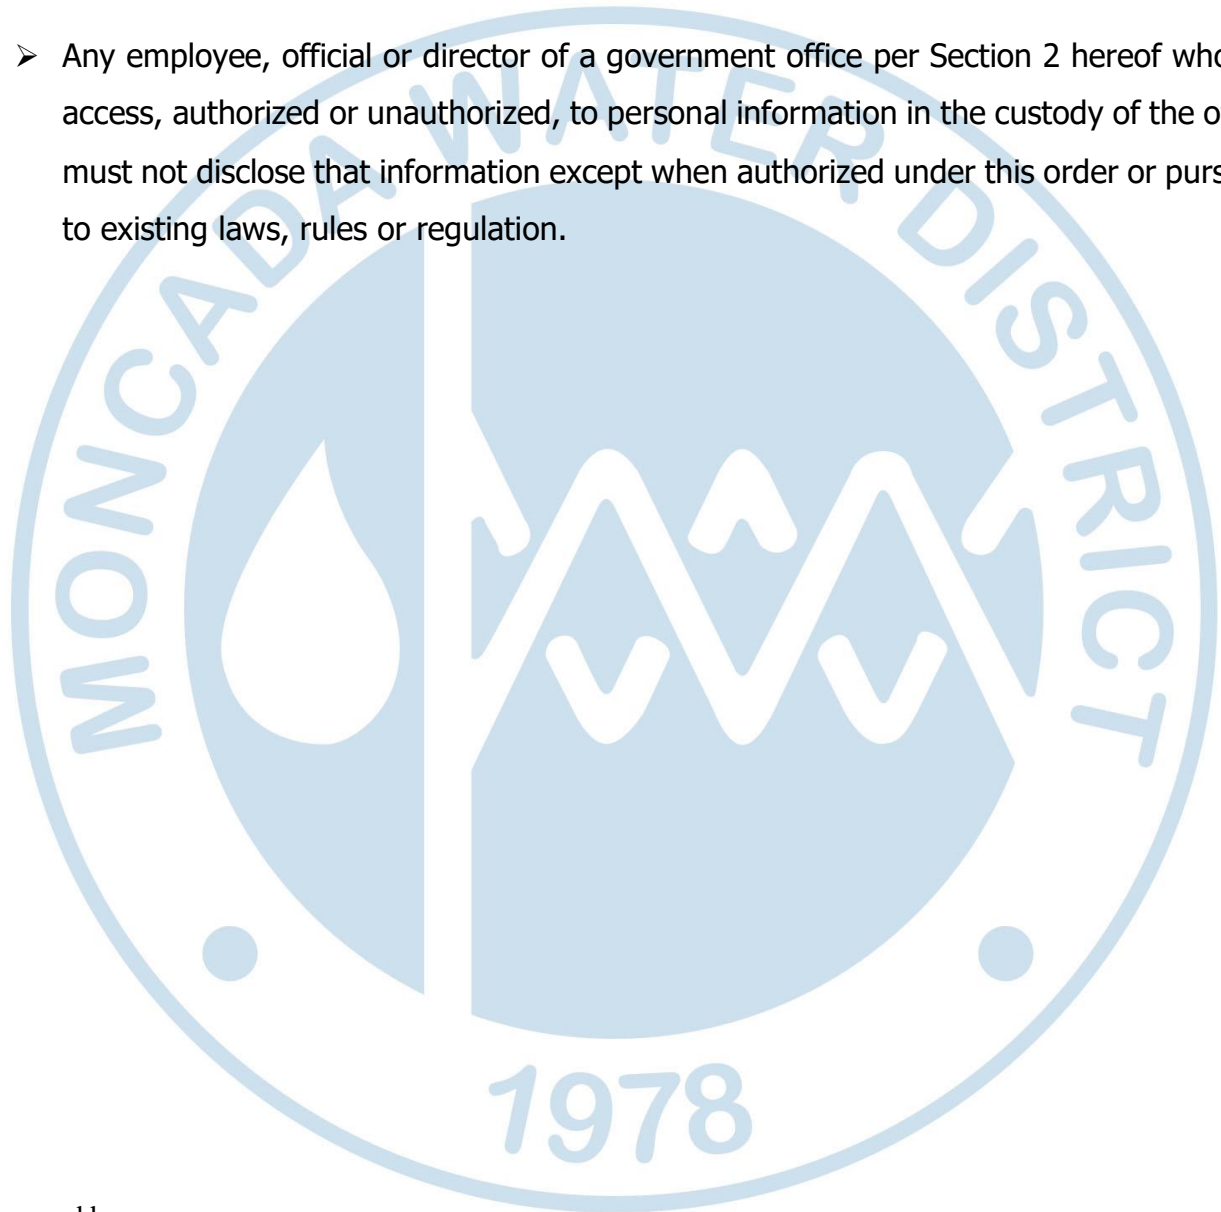 ➢ Any employee, official or director of a government office per Section 2 hereof who
access, authorized or unauthorized, to personal information in the custody of the
must not disclose that information except when authorized under this order or
to existing laws, rules or regulation.
MONCADA WATER DISTRICT
1978